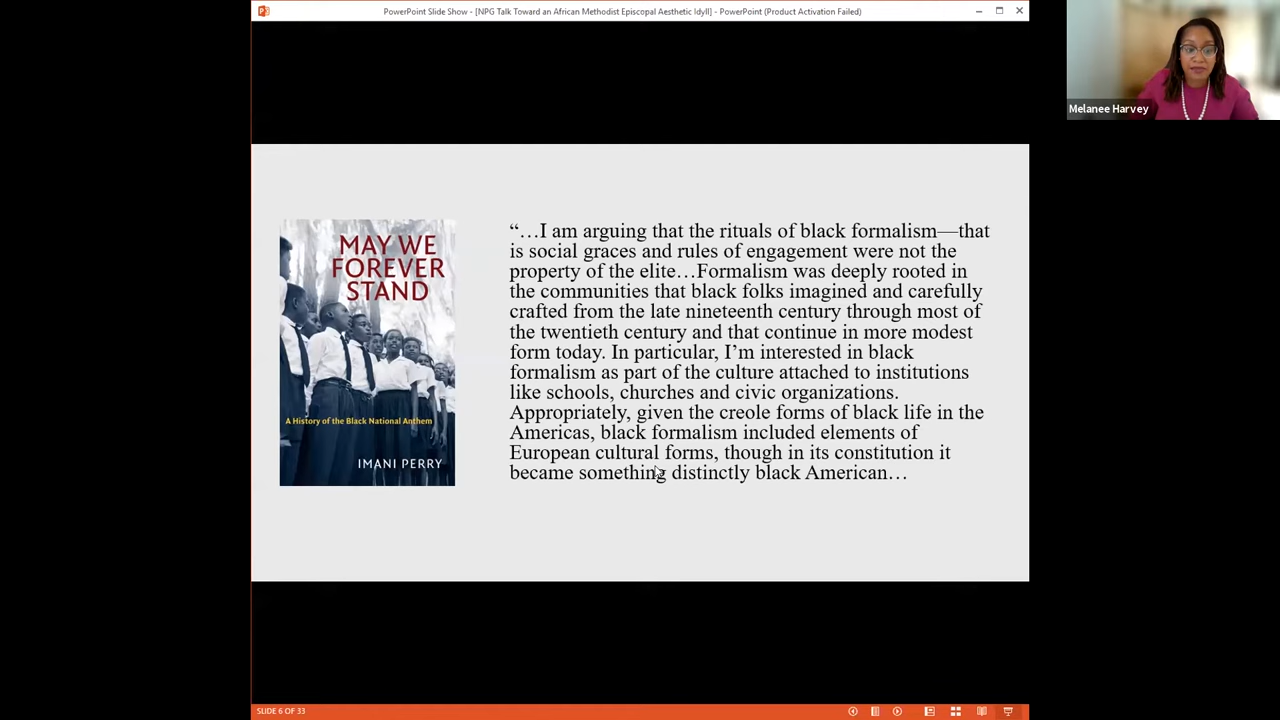 PowerPoint Slide Show - [NPG Talk Toward an African Methodist Episcopal Aesthetic Idyll] - PowerPoint (Product Activation Failed)
Melanee Harvey
MAY WE
FOREVER
STAND
A History of the Black National Anthem
IMANI PERRY
“…I am arguing that the rituals of black formalism—that
is social graces and rules of engagement were not the
property of the elite…Formalism was deeply rooted in
the communities that black folks imagined and carefully
crafted from the late nineteenth century through most of
the twentieth century and that continue in more modest
form today. In particular, I’m interested in black
formalism as part of the culture attached to institutions
like schools, churches and civic organizations.
Appropriately, given the creole forms of black life in the
Americas, black formalism included elements of
European cultural forms, though in its constitution it
became something distinctly black American…
SLIDE 6 OF 33